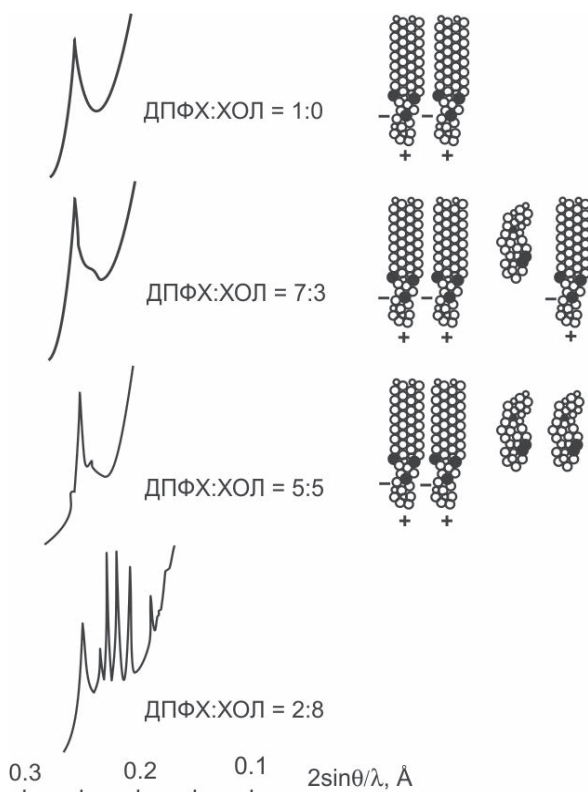 ДПФХ:ХОЛ = 1:0
− −
+ +
ДПФХ:ХОЛ = 7:3
− − −
+ + +
ДПФХ:ХОЛ = 5:5
− −
+ +
ДПФХ:ХОЛ = 2:8
0.3 0.2 0.1 2sinθ/λ, Å